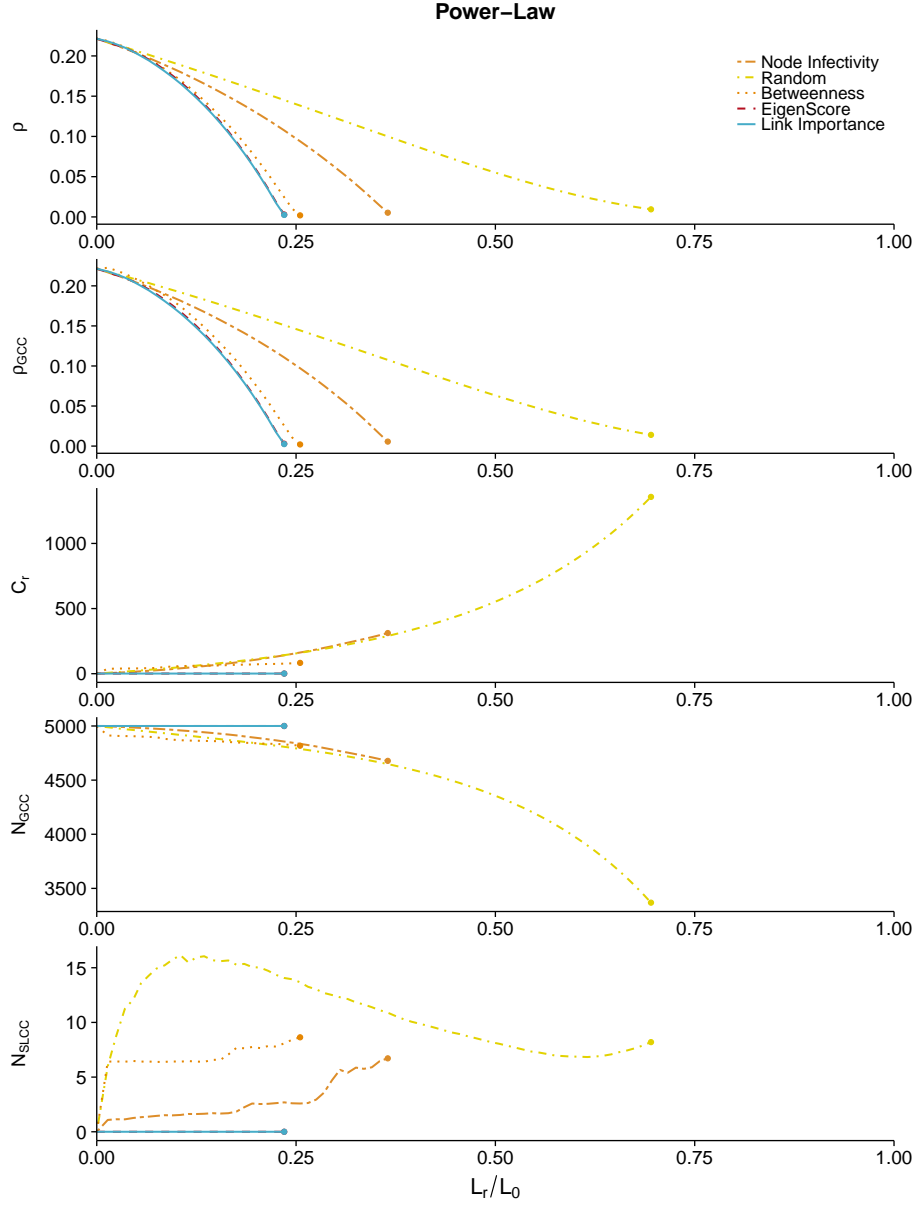 Power−Law
0.20
0.15
0.10
0.05
0.00
ρ
Node Infectivity
Random
Betweenness
EigenScore
Link Importance
0.00 0.25 0.50 0.75 1.00
0.20
0.15
0.10
0.05
0.00
ρGCC
0.00 0.25 0.50 0.75 1.00
1000
500
0
Cr
0.00 0.25 0.50 0.75 1.00
5000
4500
4000
3500
NGCC
0.00 0.25 0.50 0.75 1.00
15
10
5
0
NSLCC
0.00 0.25 0.50 0.75 1.00
Lr/L0